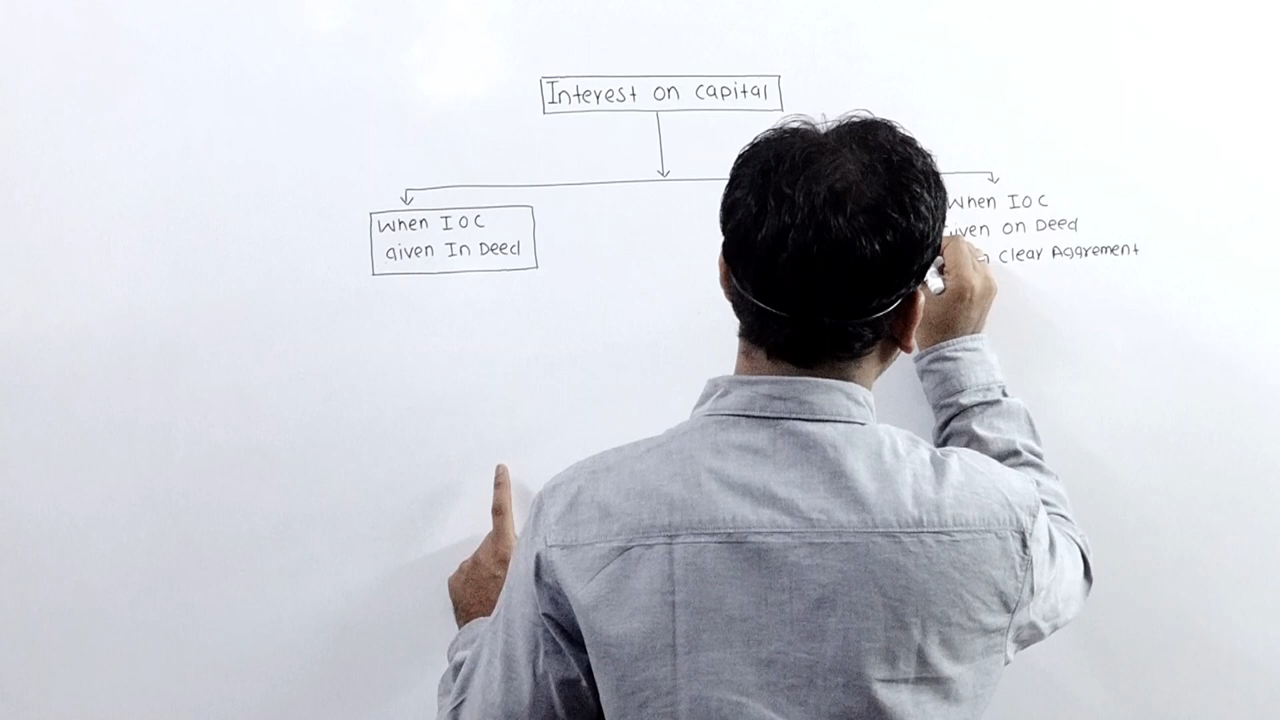 Interest on capital
When IOC
given In Deed
When IOC
given on Deed
clear Aggrement